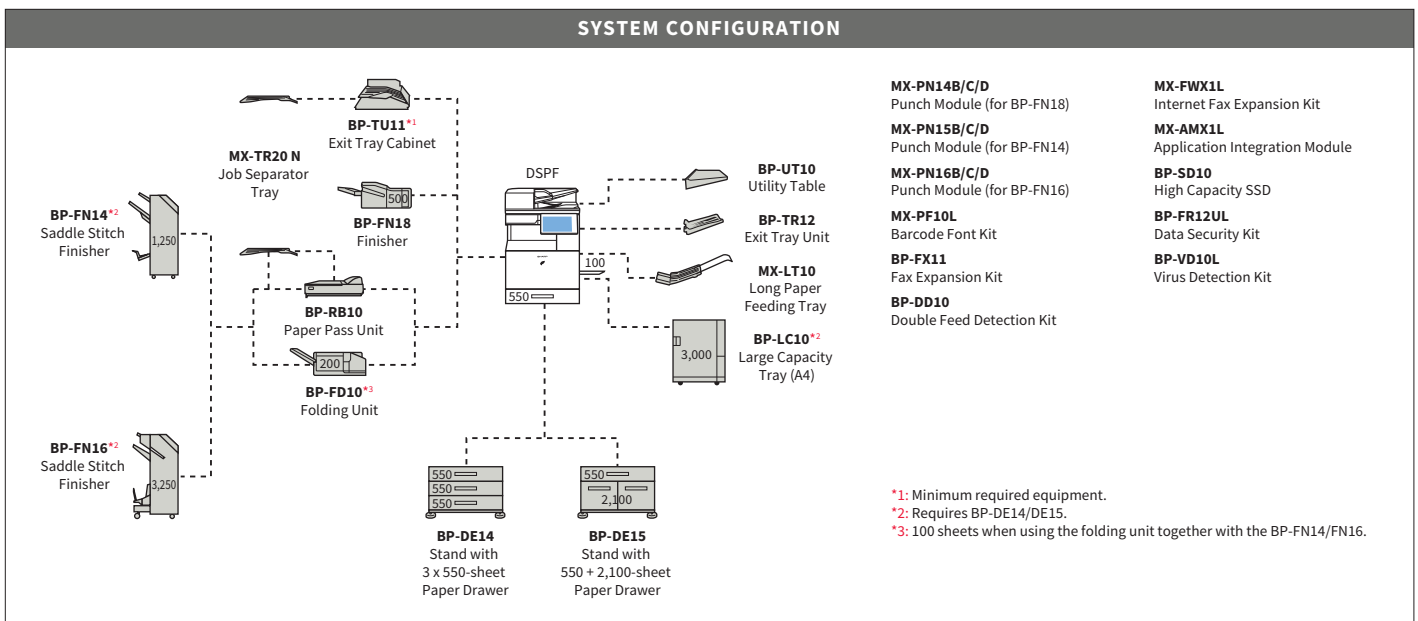 SYSTEM CONFIGURATION
BP-TU11*1
Exit Tray Cabinet
MX-TR20 N
Job Separator
Tray
500
BP-FN18
Finisher
BP-FN14*2
Saddle Stitch
Finisher
1,250
BP-RB10
Paper Pass Unit
200
BP-FD10*3
Folding Unit
BP-FN16*2
Saddle Stitch
Finisher
3,250
DSPF
100
550
BP-UT10
Utility Table
BP-TR12
Exit Tray Unit
MX-LT10
Long Paper
Feeding Tray
3,000
BP-LC10*2
Large Capacity
Tray (A4)
550
550
550
BP-DE14
Stand with
3 x 550-sheet
Paper Drawer
550
2,100
BP-DE15
Stand with
550 + 2,100-sheet
Paper Drawer
MX-PN14B/C/D
Punch Module (for BP-FN18)
MX-PN15B/C/D
Punch Module (for BP-FN14)
MX-PN16B/C/D
Punch Module (for BP-FN16)
MX-PF10L
Barcode Font Kit
BP-FX11
Fax Expansion Kit
BP-DD10
Double Feed Detection Kit
MX-FWX1L
Internet Fax Expansion Kit
MX-AMX1L
Application Integration Module
BP-SD10
High Capacity SSD
BP-FR12UL
Data Security Kit
BP-VD10L
Virus Detection Kit
*1: Minimum required equipment.
*2: Requires BP-DE14/DE15.
*3: 100 sheets when using the folding unit together with the BP-FN14/FN16.